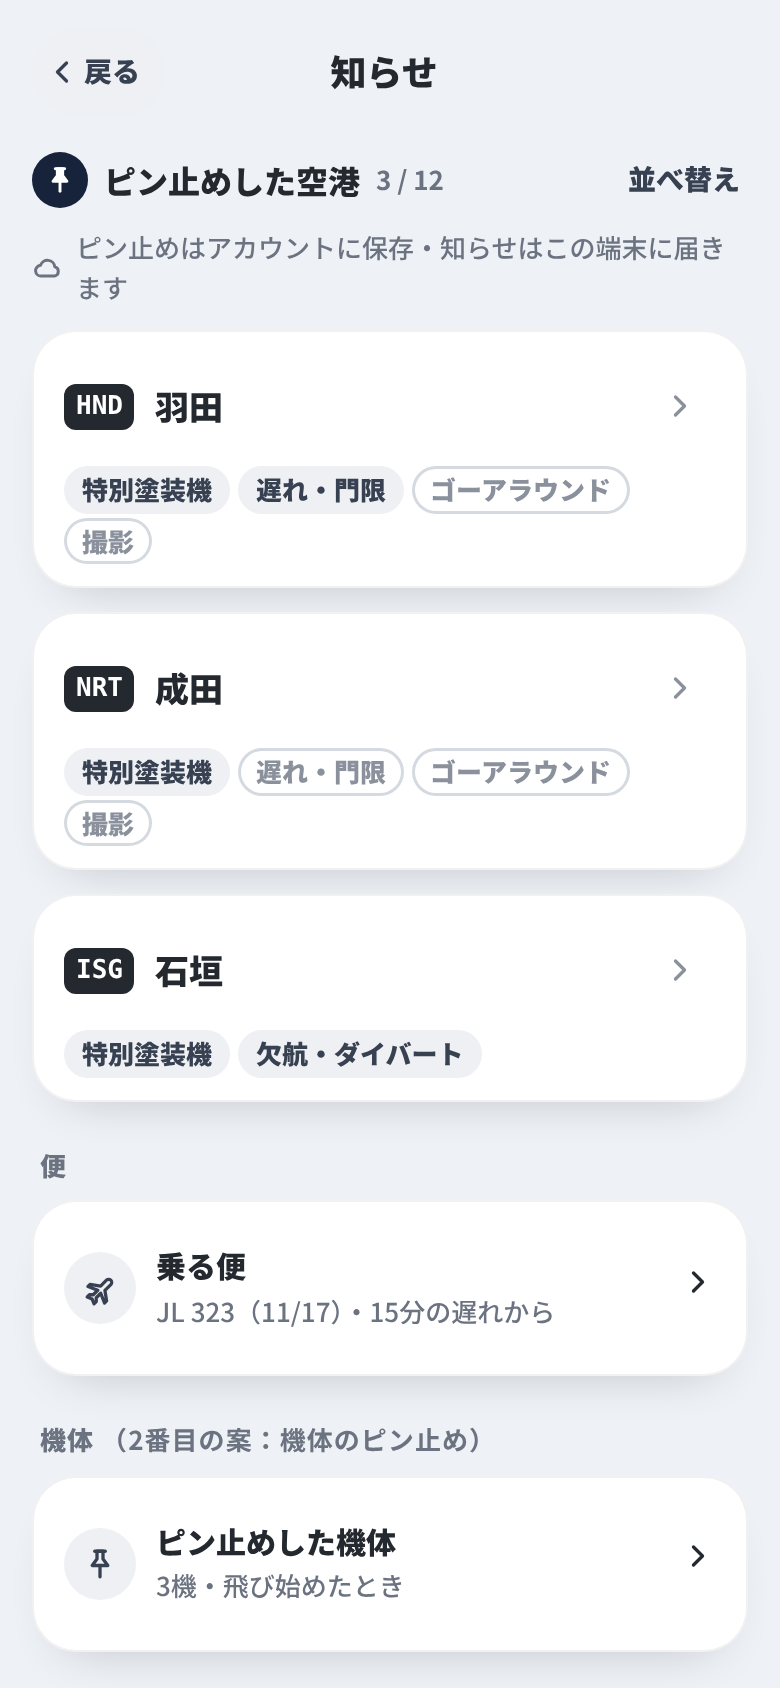 戻る
知らせ
ピン止めした空港 3 / 12
並べ替え
ピン止めはアカウントに保存・知らせはこの端末に届き
ます
HND 羽田
特別塗装機 遅れ・門限 ゴーアラウンド
撮影
NRT 成田
特別塗装機 遅れ・門限 ゴーアラウンド
撮影
ISG 石垣
特別塗装機 欠航・ダイバート
便
乗る便
JL 323（11/17）・15分の遅れから
機体 （2番目の案：機体のピン止め）
ピン止めした機体
3機・飛び始めたとき